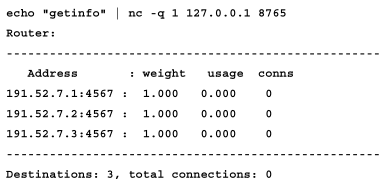 echo "getinfo" | nc -q 1 127.0.0.1 8765
Router:
------------------------------------------------------
   Address       : weight   usage  conns
191.52.7.1:4567 :  1.000   0.000    0
191.52.7.2:4567 :  1.000   0.000    0
191.52.7.3:4567 :  1.000   0.000    0
------------------------------------------------------
Destinations: 3, total connections: 0